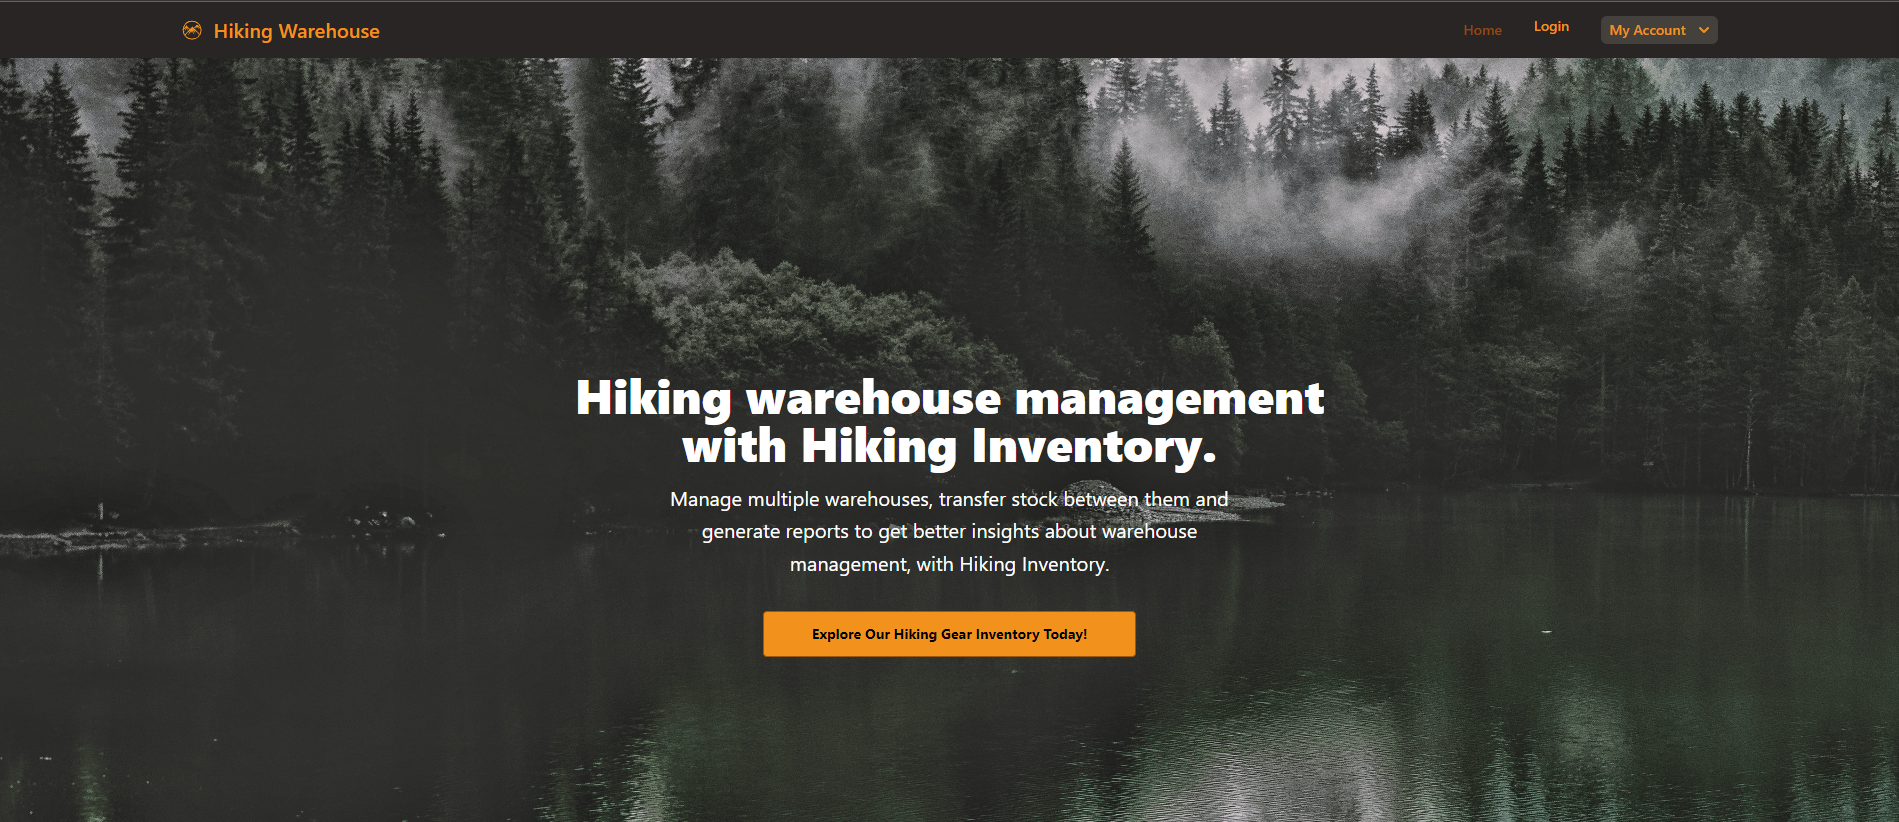 Hiking Warehouse
Home
Login
My Account
Hiking warehouse management
with Hiking Inventory.
Manage multiple warehouses, transfer stock between them and
generate reports to get better insights about warehouse
management, with Hiking Inventory.
Explore Our Hiking Gear Inventory Today!